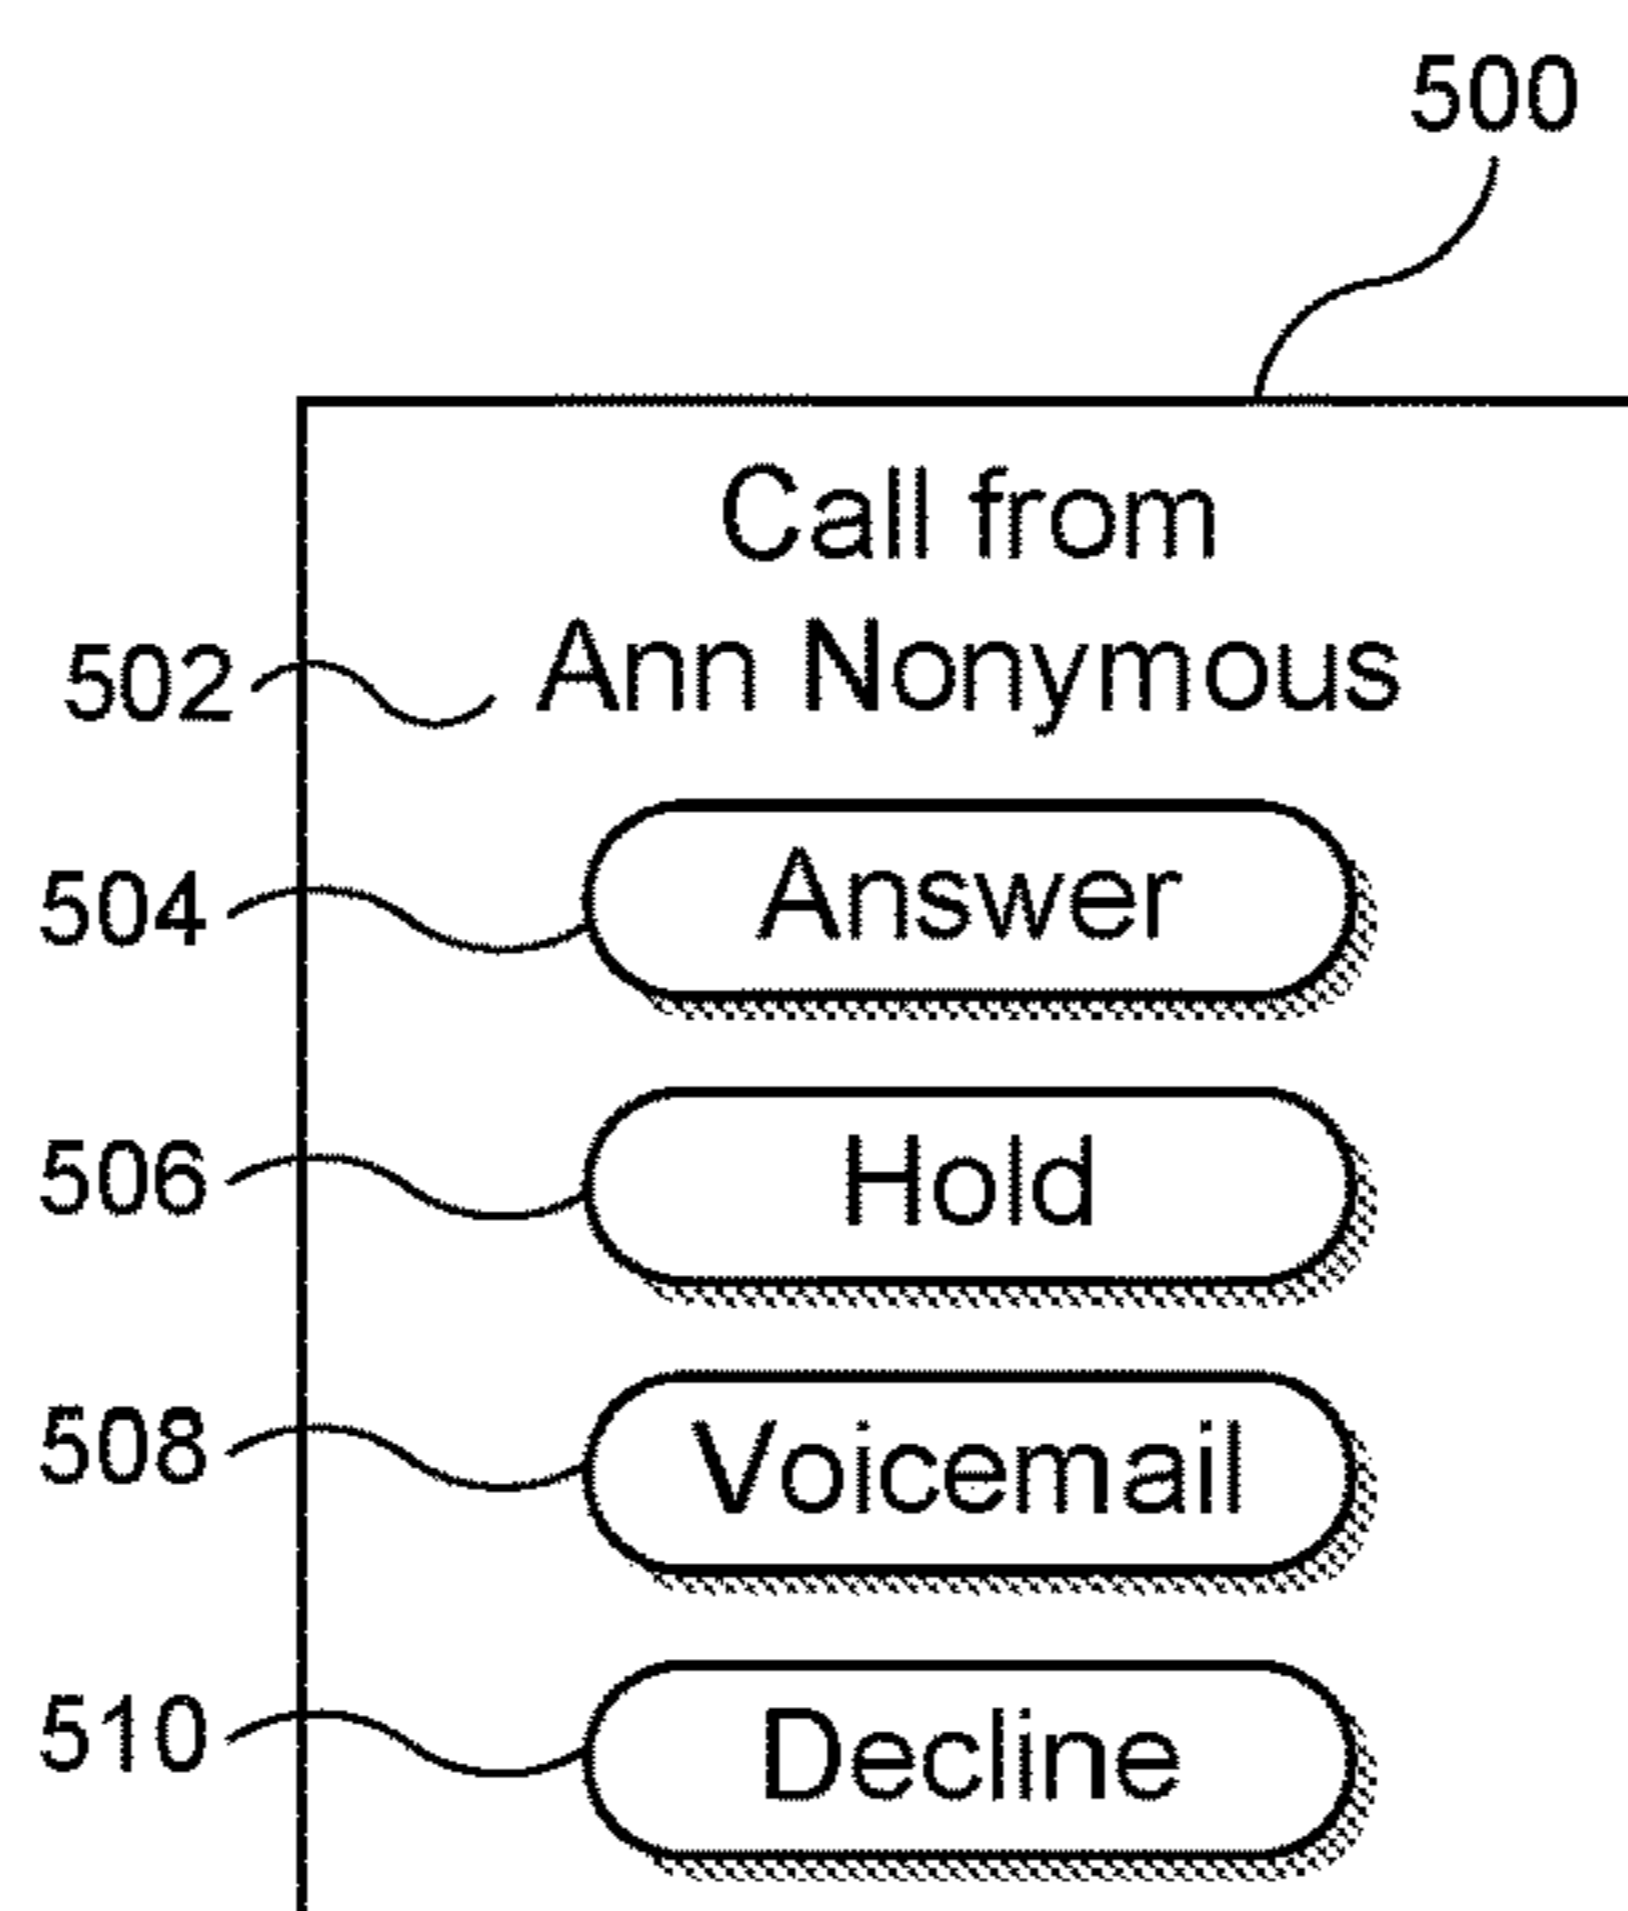 500
Call from
502 Ann Nonymous
504 Answer
506 Hold
508 Voicemail
510 Decline